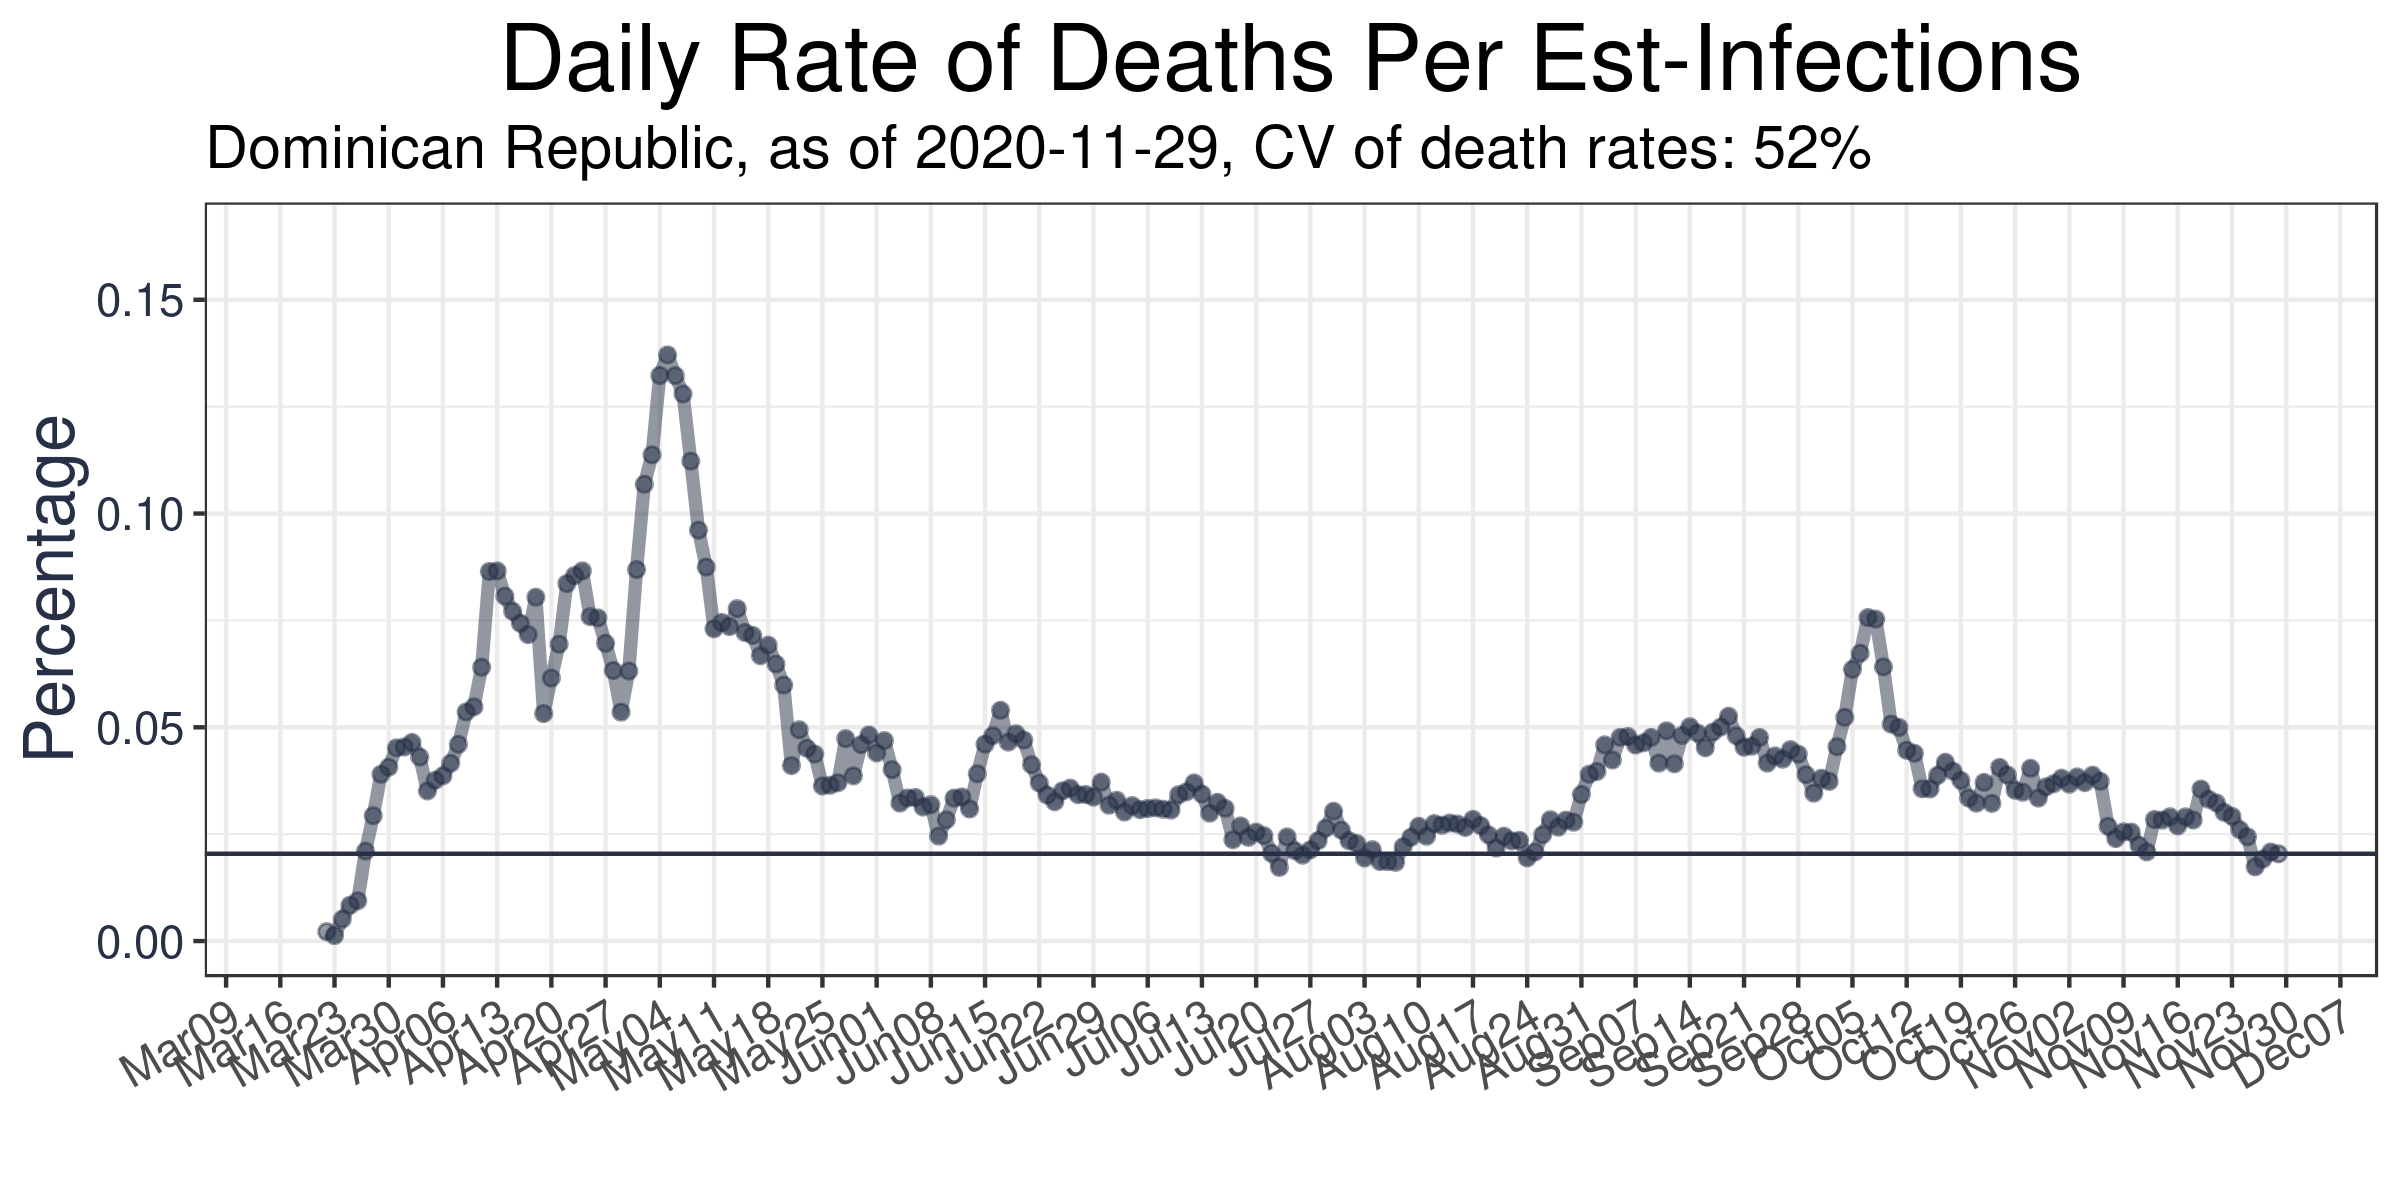 Daily Rate of Deaths Per Est-Infections
Dominican Republic, as of 2020-11-29, CV of death rates: 52%
Percentage
0.15
0.10
0.05
0.00
Mar09 Mar16 Mar23 Mar30 Apr06 Apr13 Apr20 Apr27 May04 May11 May18 May25 Jun01 Jun08 Jun15 Jun22 Jun29 Jul06 Jul13 Jul20 Jul27 Aug03 Aug10 Aug17 Aug24 Aug31 Sep07 Sep14 Sep21 Sep28 Oct05 Oct12 Oct19 Oct26 Nov02 Nov09 Nov16 Nov23 Nov30 Dec07